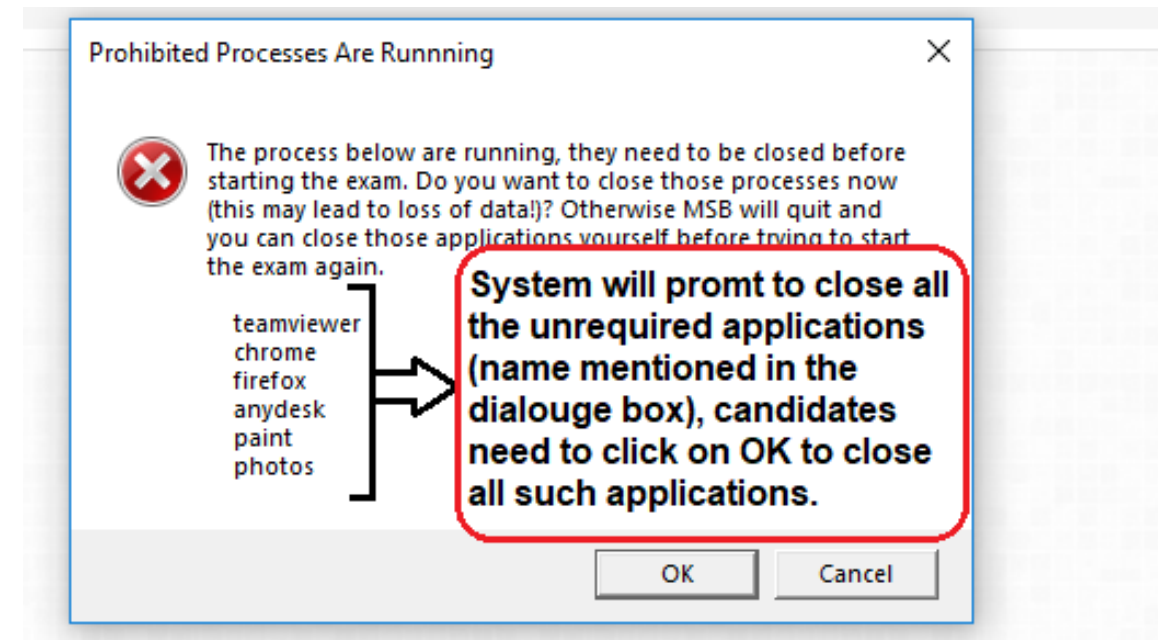 Prohibited Processes Are Runnning
The process below are running, they need to be closed before
starting the exam. Do you want to close those processes now
(this may lead to loss of data!)? Otherwise MSB will quit and
you can close those applications yourself before trying to start
the exam again.
teamviewer
chrome
firefox
anydesk
paint
photos
System will promt to close all
the unrequired applications
(name mentioned in the
dialouge box), candidates
need to click on OK to close
all such applications.
OK
Cancel